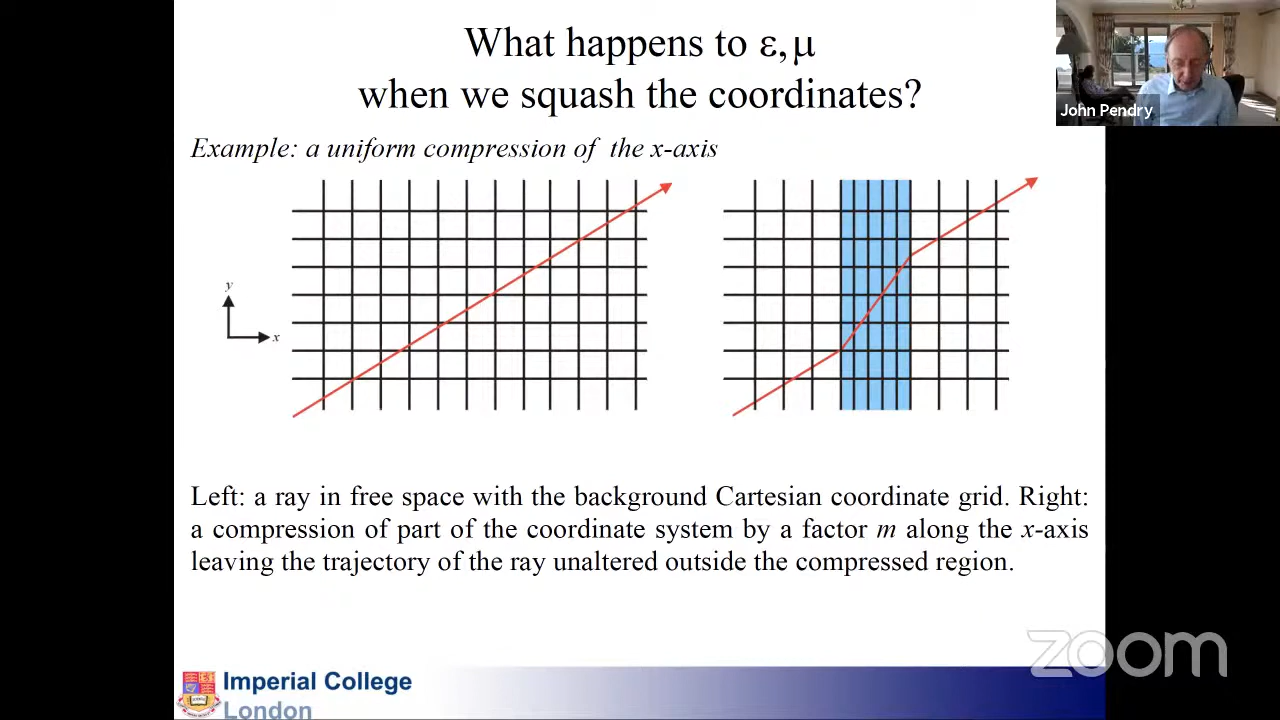 What happens to ε, μ
when we squash the coordinates?
John Pendry
Example: a uniform compression of the x-axis
y
x
Left: a ray in free space with the background Cartesian coordinate grid. Right:
a compression of part of the coordinate system by a factor m along the x-axis
leaving the trajectory of the ray unaltered outside the compressed region.
zoom
Imperial College
London